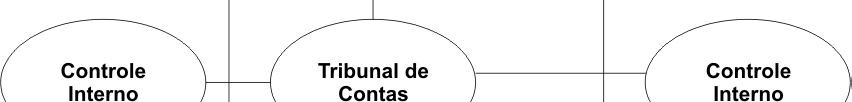 Controle
Interno
Tribunal de
Contas
Controle
Interno